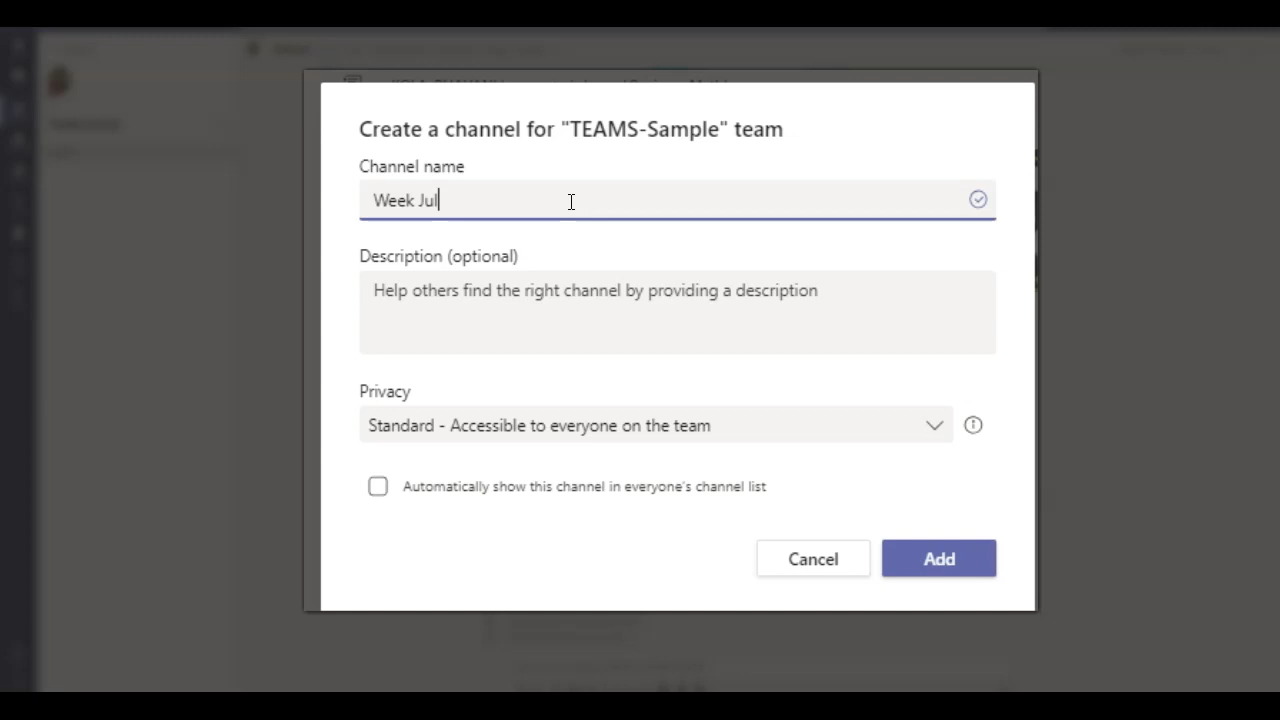 Create a channel for "TEAMS-Sample" team
Channel name
Week Jul
Description (optional)
Help others find the right channel by providing a description
Privacy
Standard - Accessible to everyone on the team
Automatically show this channel in everyone's channel list
Cancel
Add